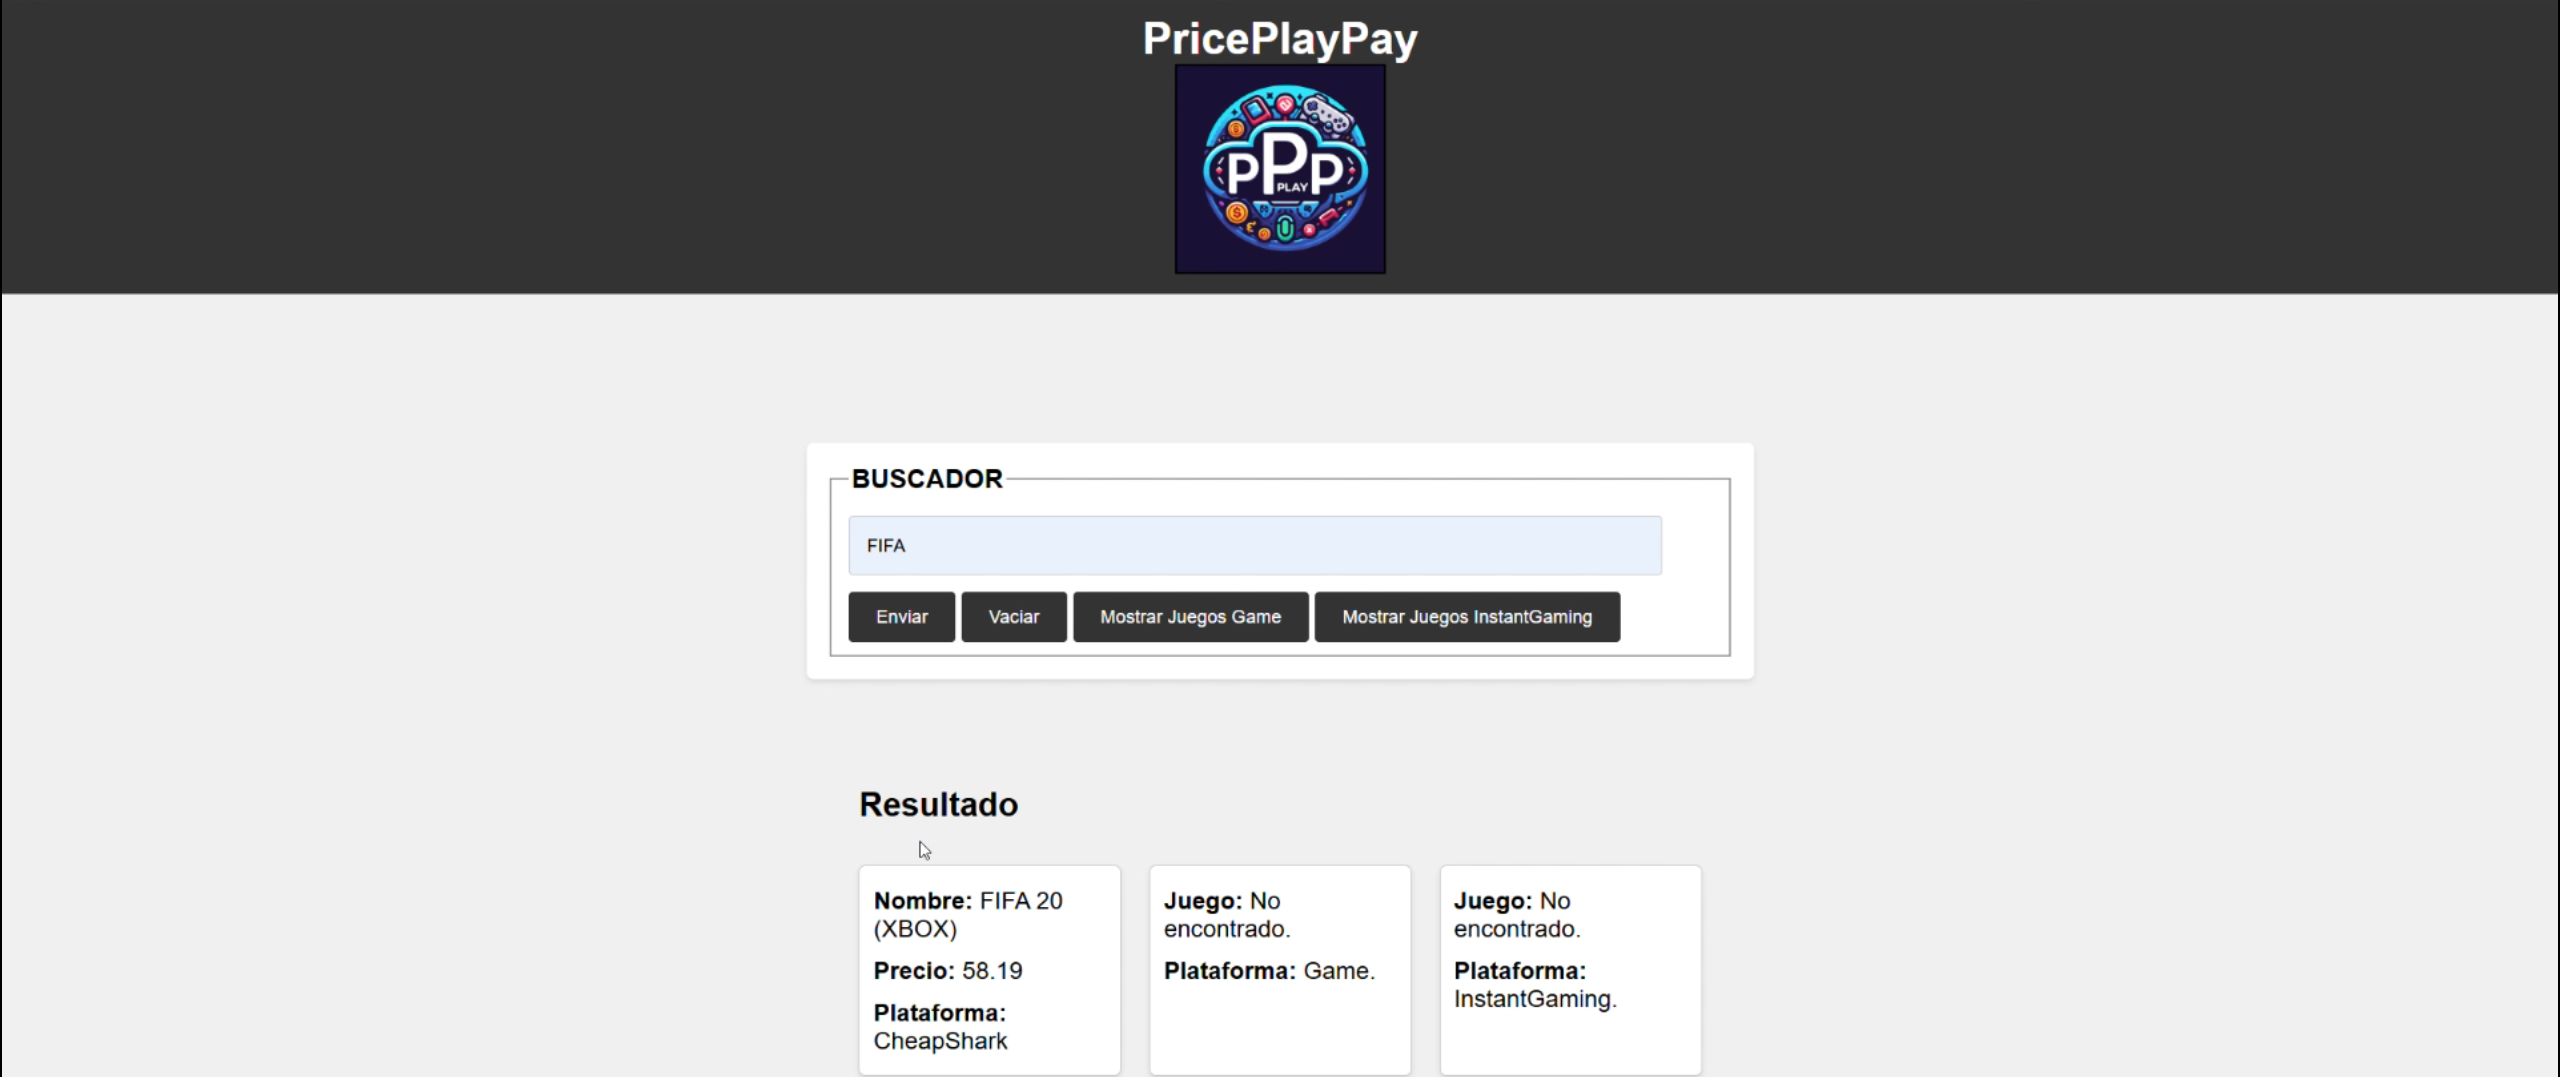 PricePlayPay
PPP
PLAY
BUSCADOR
FIFA
Enviar Vaciar Mostrar Juegos Game Mostrar Juegos InstantGaming
Resultado
Nombre: FIFA 20
(XBOX)
Precio: 58.19
Plataforma:
CheapShark
Juego: No
encontrado.
Plataforma: Game.
Juego: No
encontrado.
Plataforma:
InstantGaming.